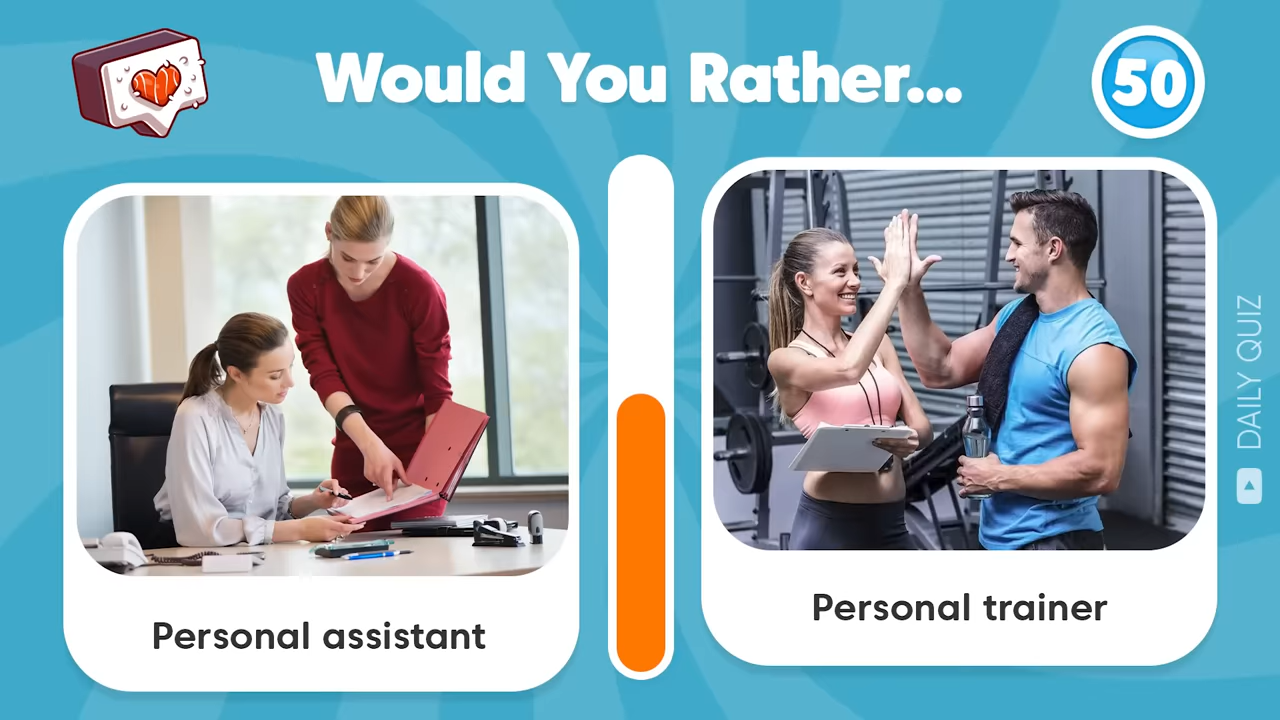 Would You Rather...
50
Personal assistant
Personal trainer
DAILY QUIZ